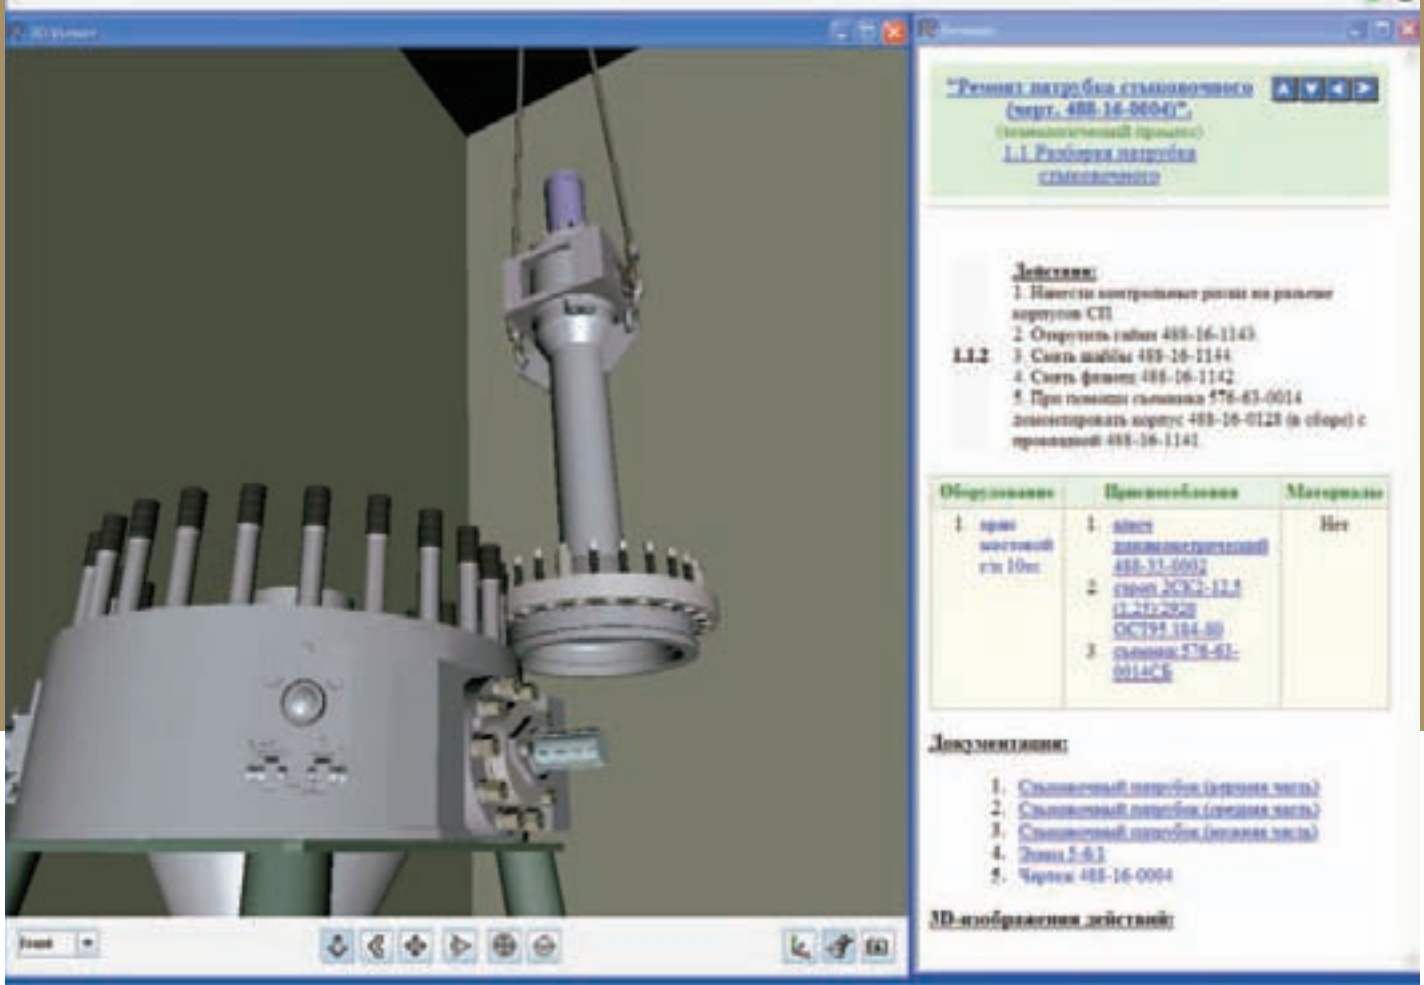 3D Viewer
"Ремонт патрубка стыковочного
(черт. 488-16-0004)".
(технологический процесс)
1.1 Разборка патрубка
стыковочного
Действия:
1. Нанести контрольные риски на разъеме
корпусов СП.
2. Открутить гайки 488-16-1143.
1.1.2
3. Снять шайбы 488-16-1144.
4. Снять фланец 488-16-1142.
5. При помощи съемника 576-63-0014
демонтировать корпус 488-16-0128 (в сборе) с
прокладкой 488-16-1141.
Оборудование Приспособления Материалы
1. кран
мостовой
г/п 10тс
1. ключ
динамометрический
488-33-0002
2. строп 2СК2-12,5
ОСТ95.184-80
3. съемник 576-63-
0014СБ
Нет
Документация:
1. Стыковочный патрубок (верхняя часть)
2. Стыковочный патрубок (средняя часть)
3. Стыковочный патрубок (нижняя часть)
4. Эскиз 5-6/1
5. Чертеж 488-16-0004
3D-изображения действий: